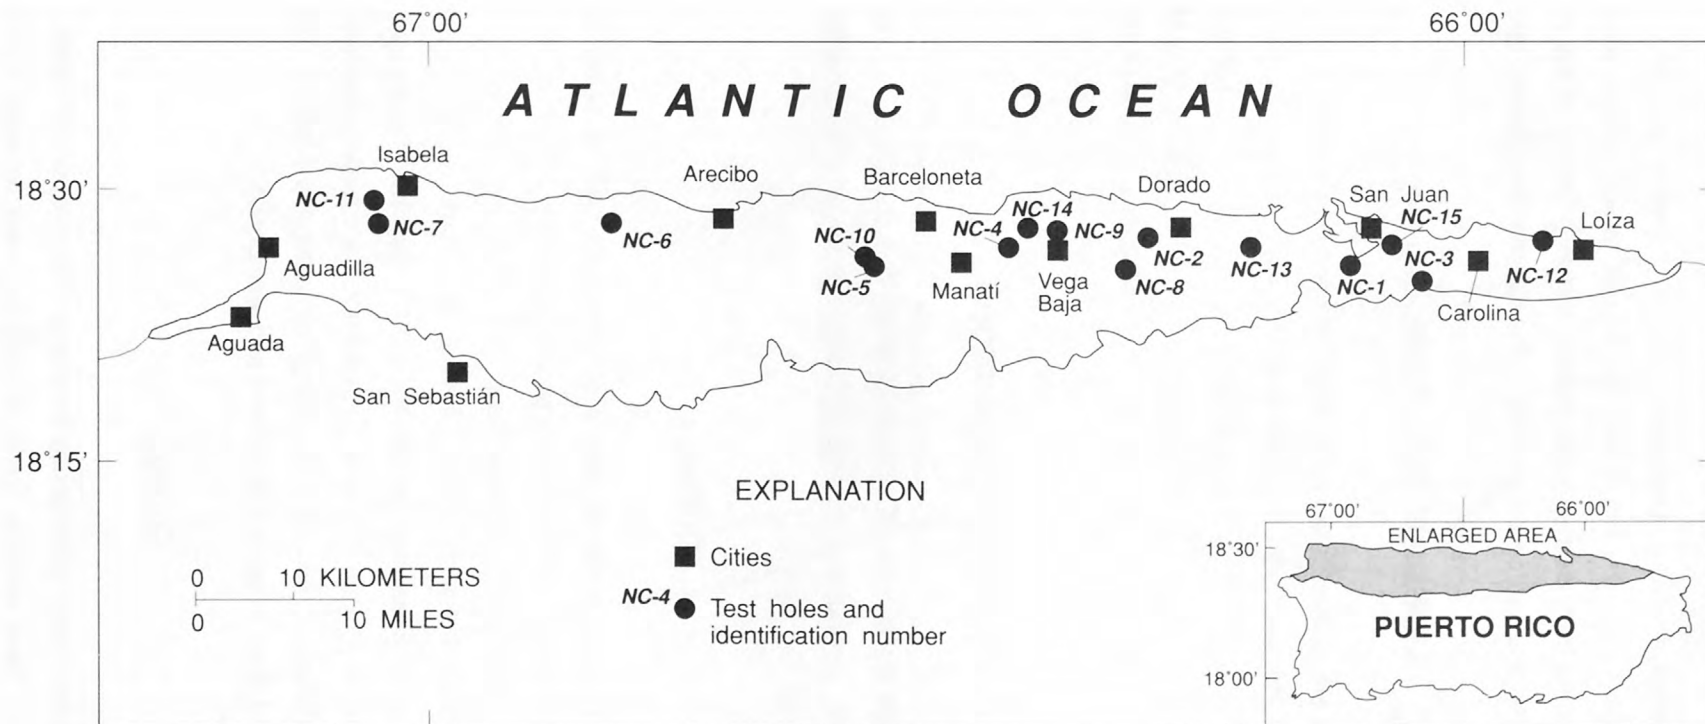 67°00'
66°00'
ATLANTIC OCEAN
18°30'
Isabela
NC-11
NC-7
Aguadilla
Aguada
San Sebastián
NC-6
Arecibo
Barceloneta
NC-10
NC-5
Manatí
NC-4
NC-14
NC-9
Vega
Baja
Dorado
NC-2
NC-8
NC-13
San Juan
NC-15
NC-3
NC-1
Carolina
NC-12
Loíza
18°15'
EXPLANATION
Cities
NC-4
Test holes and
identification number
0 10 KILOMETERS
0 10 MILES
67°00'
66°00'
ENLARGED AREA
18°30'
PUERTO RICO
18°00'